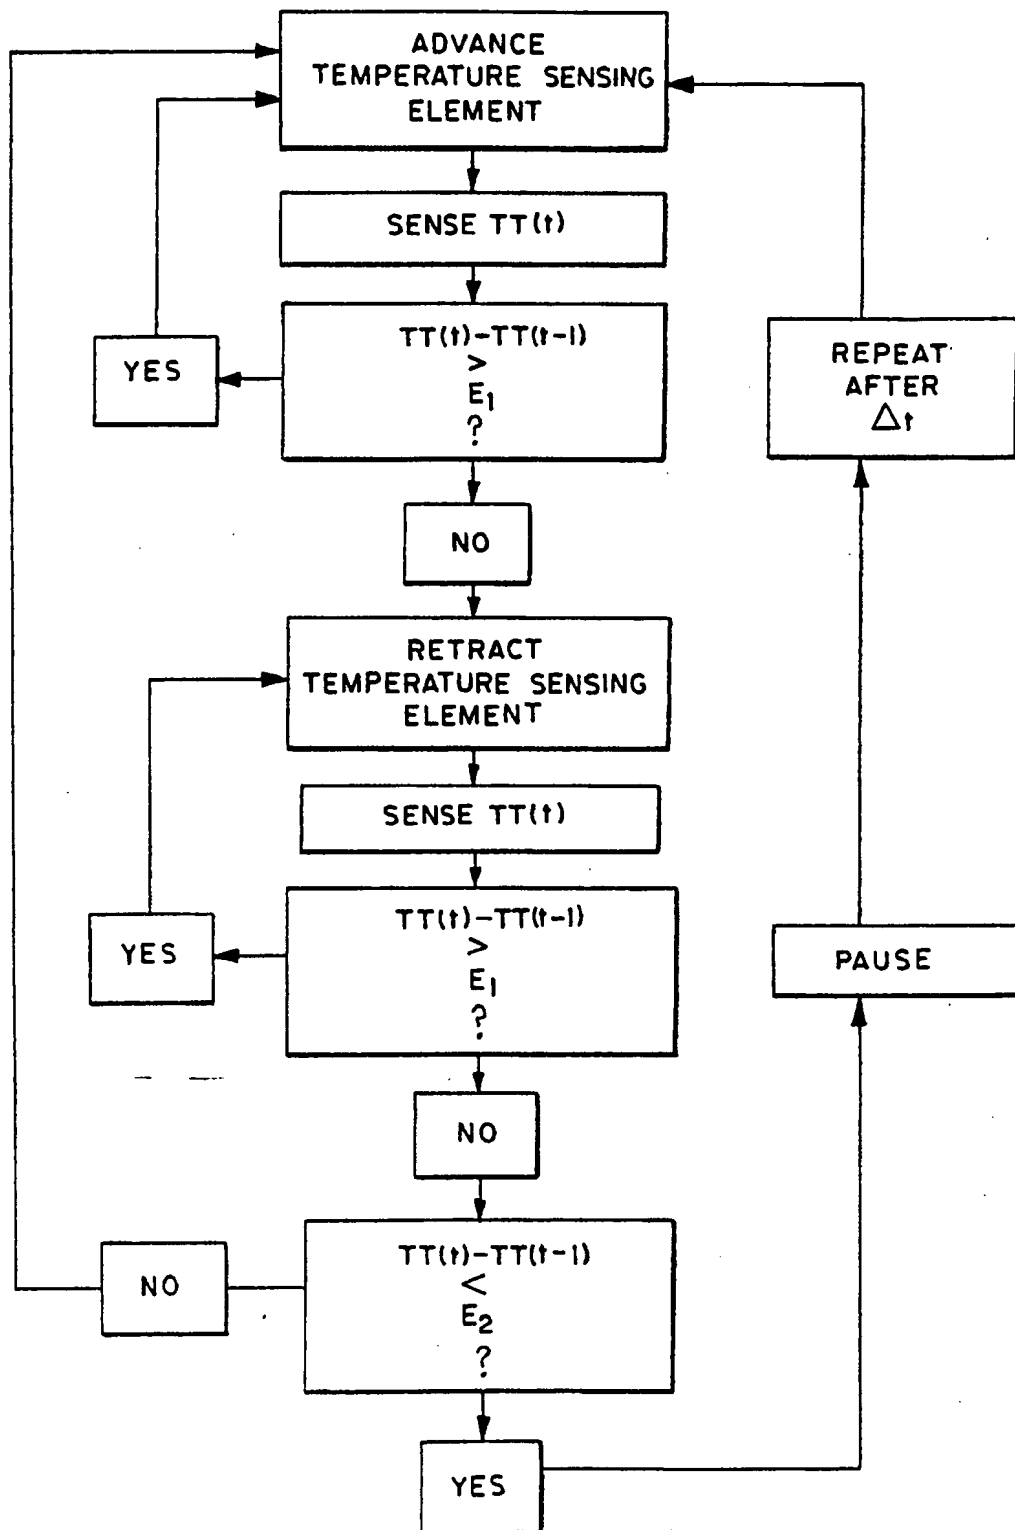 ADVANCE
TEMPERATURE SENSING
ELEMENT
SENSE TT(t)
TT(t)-TT(t-1)
>
E1
?
YES
REPEAT
AFTER
Δt
NO
RETRACT
TEMPERATURE SENSING
ELEMENT
SENSE TT(t)
TT(t)-TT(t-1)
>
E1
?
YES
PAUSE
NO
TT(t)-TT(t-1)
<
E2
?
NO
YES